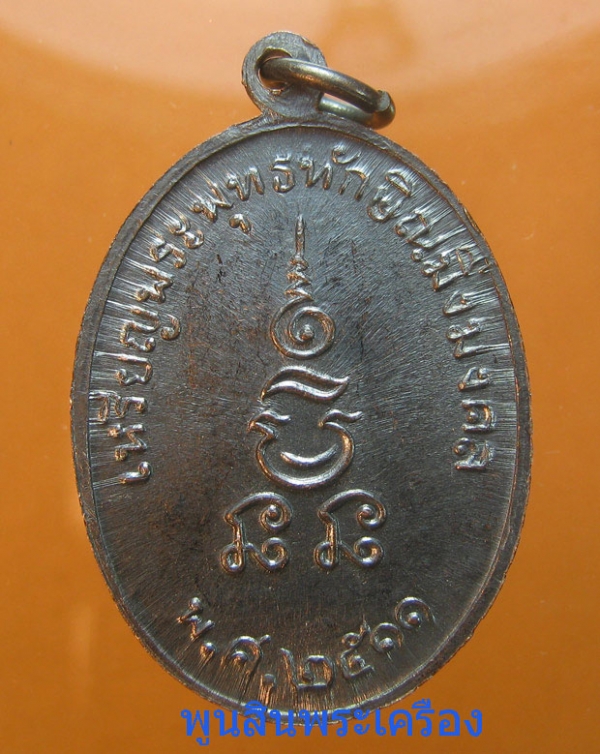 เหรียญพระพุทธทักษิณมิ่งมงคล
พ.ศ.๒๕๑๑
พูนสินพระเครื่อง